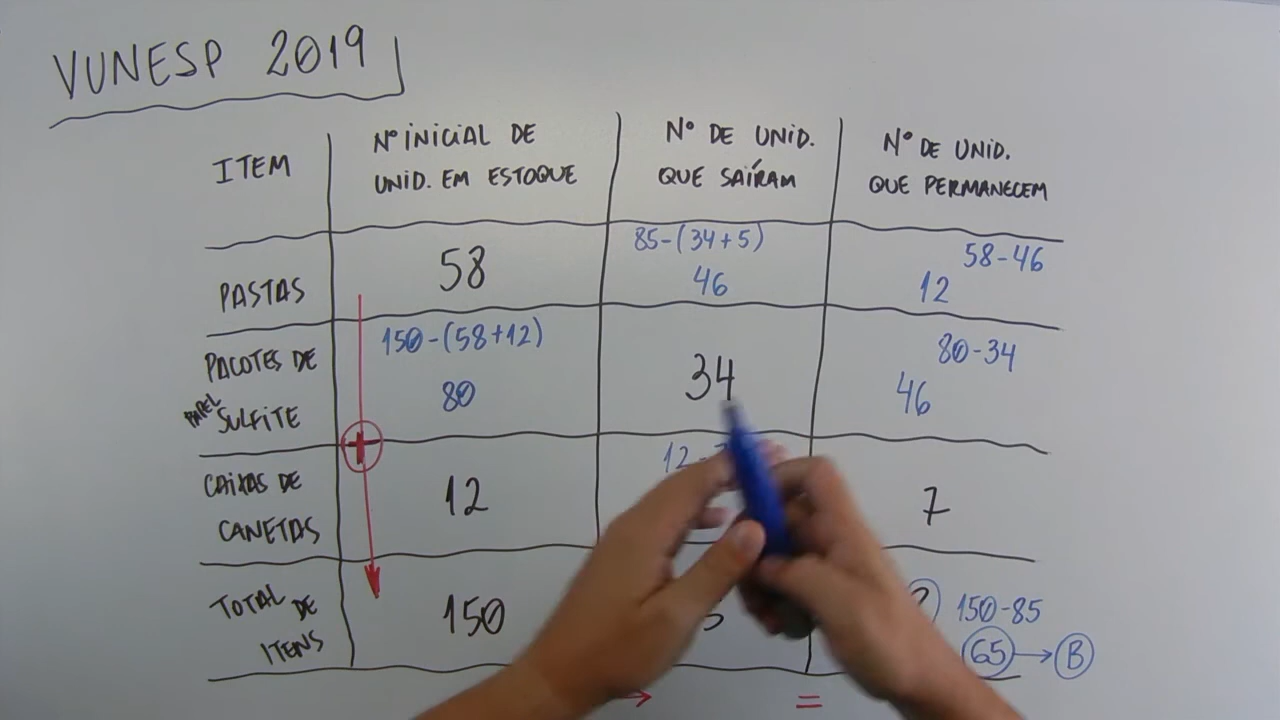 VUNESP 2019
ITEM
Nº INICIAL DE
UNID. EM ESTOQUE
Nº DE UNID.
QUE SAÍRAM
Nº DE UNID.
QUE PERMANECEM
PASTAS
58
85-(34+5)
46
58-46
12
PACOTES DE
PAPEL SULFITE
150-(58+12)
80
34
80-34
46
CAIXAS DE
CANETAS
12
12-
7
TOTAL DE
ITENS
150
150-85
65 → B
=